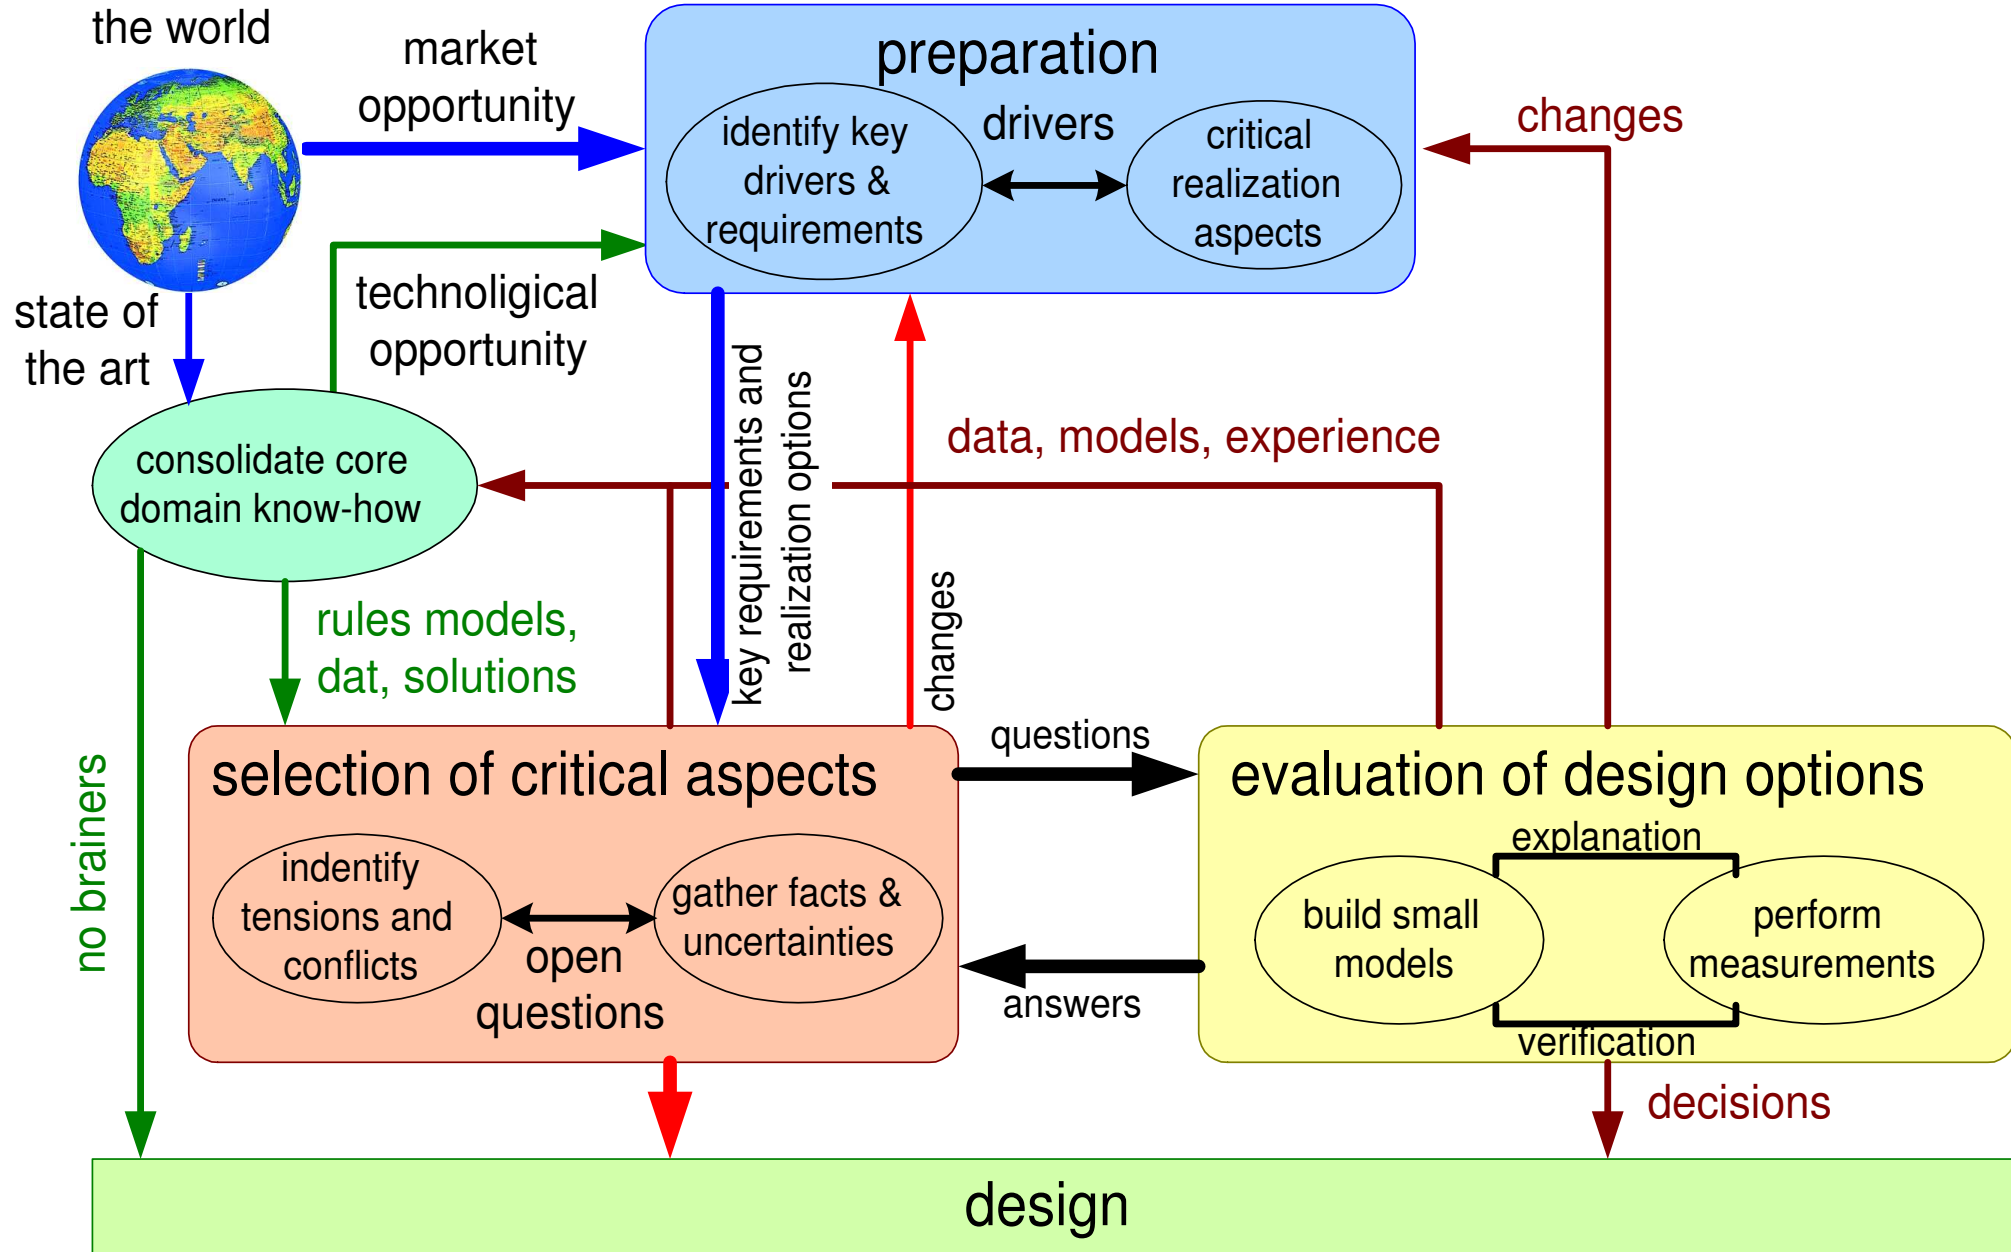 the world
market
opportunity
preparation
identify key
drivers &
requirements
drivers
critical
realization
aspects
changes
state of
the art
technoligical
opportunity
key requirements and
realization options
data, models, experience
consolidate core
domain know-how
rules models,
dat, solutions
changes
no brainers
selection of critical aspects
indentify
tensions and
conflicts
open
questions
gather facts &
uncertainties
questions
answers
evaluation of design options
explanation
build small
models
perform
measurements
verification
decisions
design